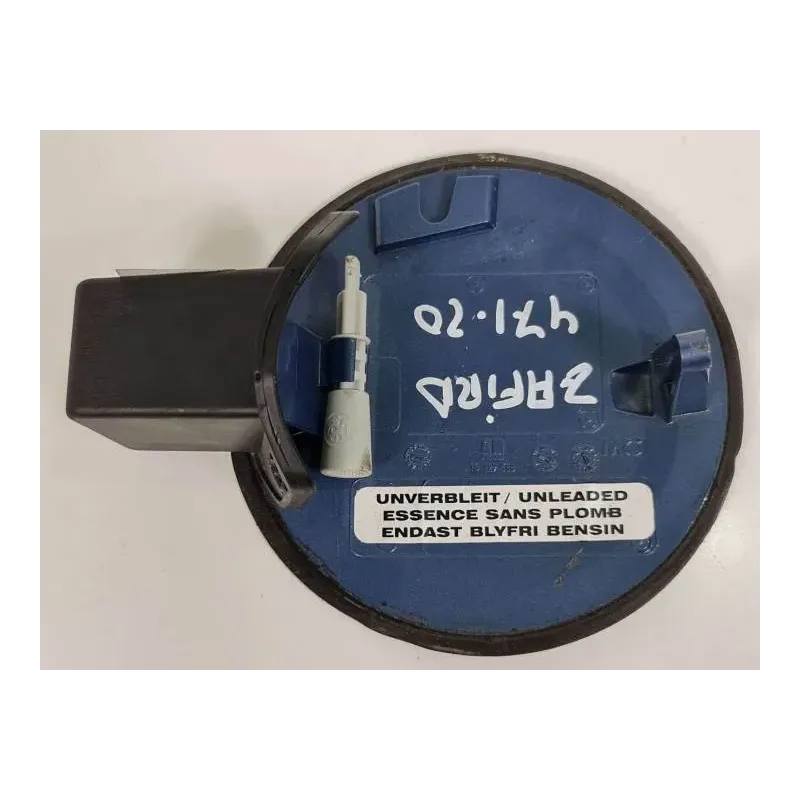 471-20
ZAFIRA
UNVERBLEIT / UNLEADED
ESSENCE SANS PLOMB
ENDAST BLYFRI BENSIN